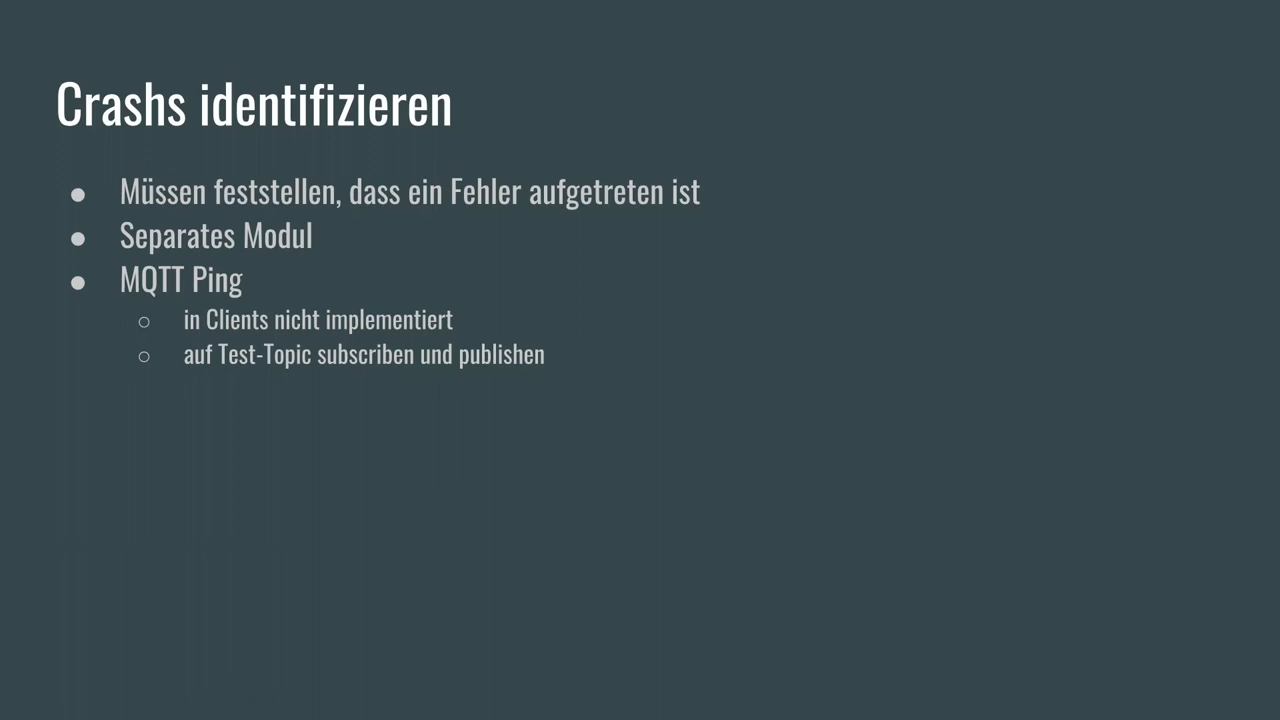 Crashs identifizieren
● Müssen feststellen, dass ein Fehler aufgetreten ist
● Separates Modul
● MQTT Ping
○ in Clients nicht implementiert
○ auf Test-Topic subscriben und publishen